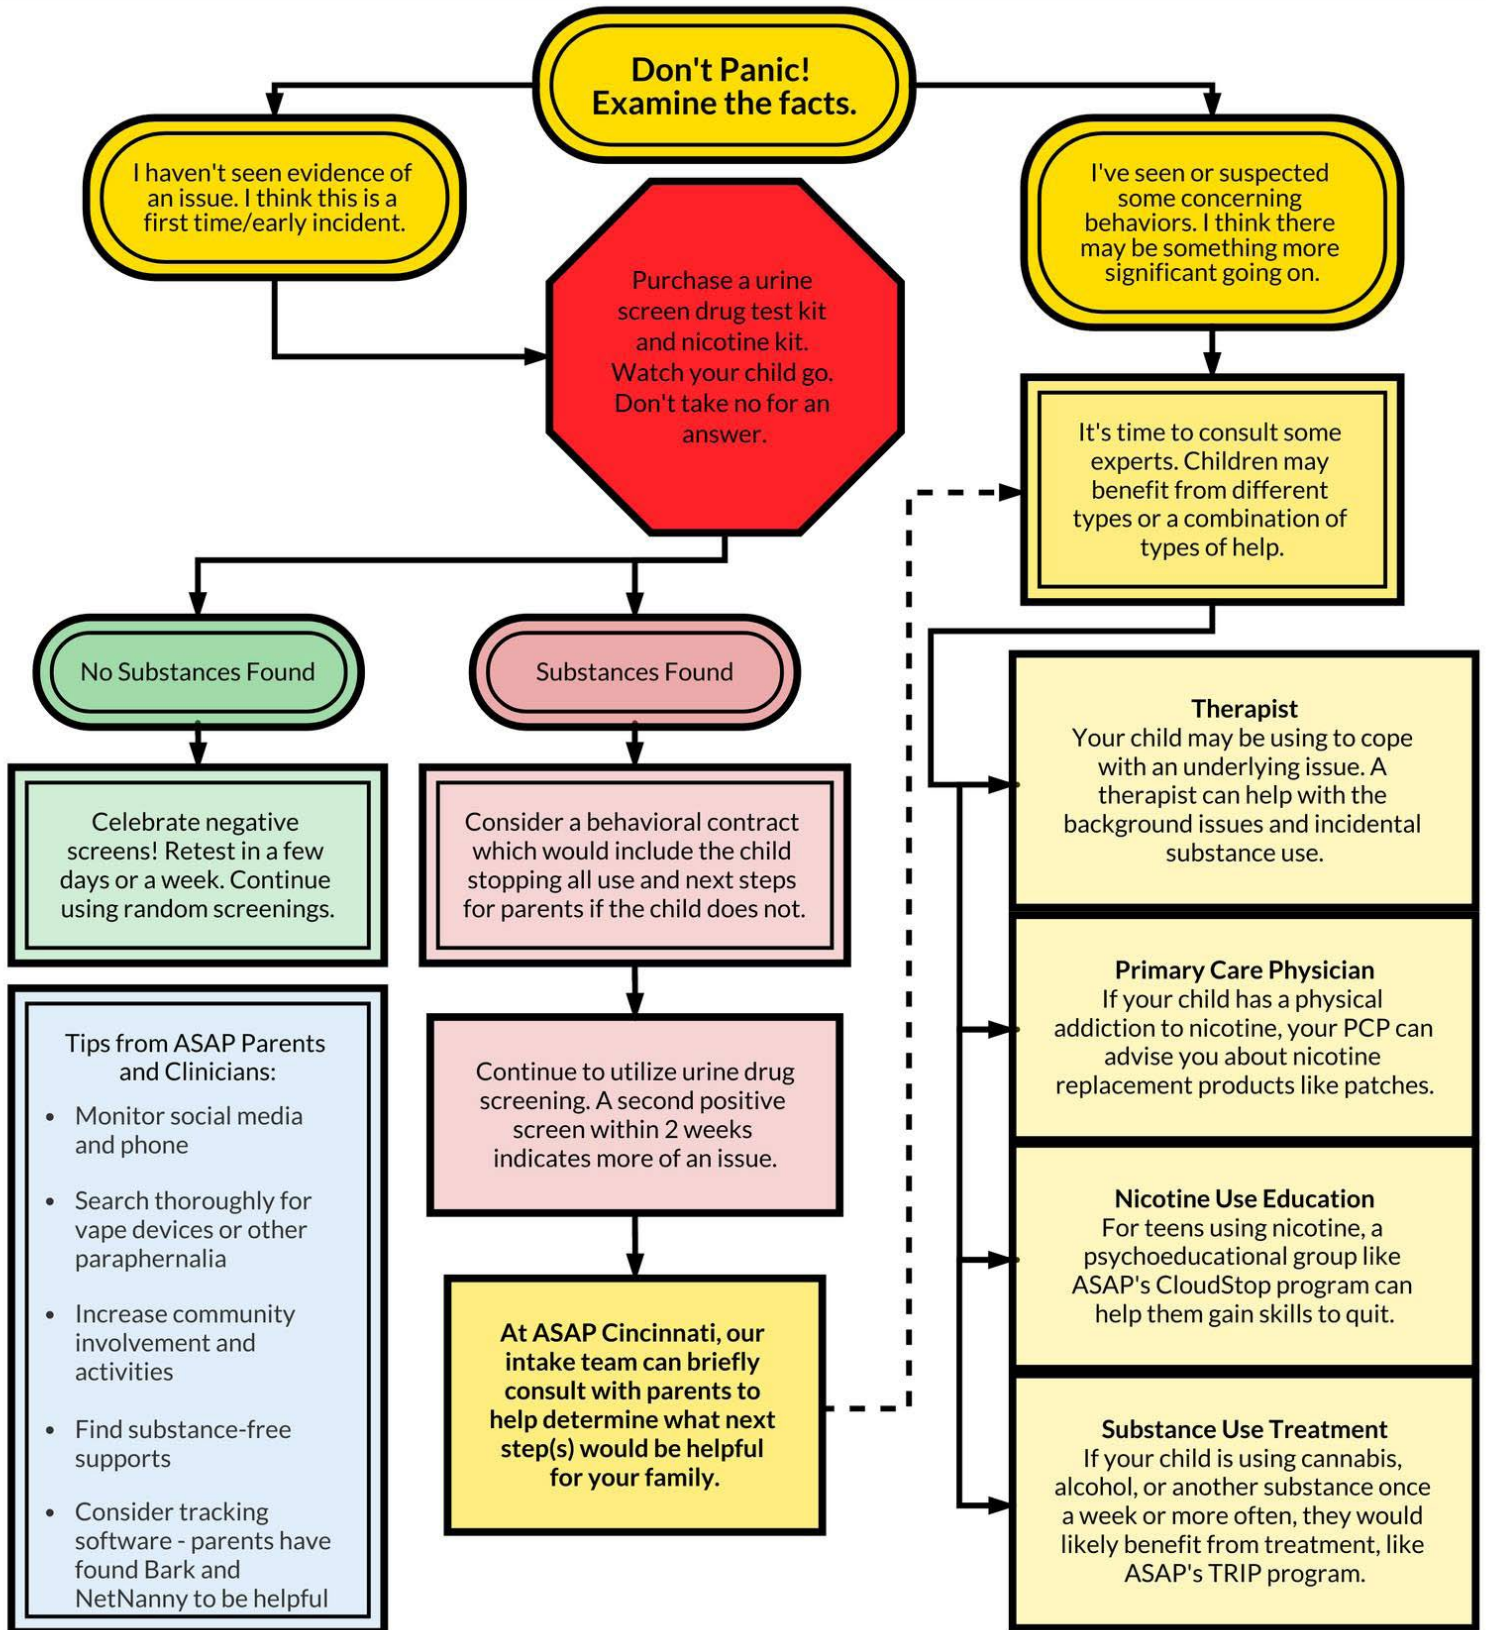 Don't Panic!
Examine the facts.
I haven't seen evidence of
an issue. I think this is a
first time/early incident.
I've seen or suspected
some concerning
behaviors. I think there
may be something more
significant going on.
Purchase a urine
screen drug test kit
and nicotine kit.
Watch your child go.
Don't take no for an
answer.
It's time to consult some
experts. Children may
benefit from different
types or a combination of
types of help.
No Substances Found
Substances Found
Celebrate negative
screens! Retest in a few
days or a week. Continue
using random screenings.
Consider a behavioral contract
which would include the child
stopping all use and next steps
for parents if the child does not.
Continue to utilize urine drug
screening. A second positive
screen within 2 weeks
indicates more of an issue.
At ASAP Cincinnati, our
intake team can briefly
consult with parents to
help determine what next
step(s) would be helpful
for your family.
Tips from ASAP Parents
and Clinicians:
• Monitor social media
and phone
• Search thoroughly for
vape devices or other
paraphernalia
• Increase community
involvement and
activities
• Find substance-free
supports
• Consider tracking
software - parents have
found Bark and
NetNanny to be helpful
Therapist
Your child may be using to cope
with an underlying issue. A
therapist can help with the
background issues and incidental
substance use.
Primary Care Physician
If your child has a physical
addiction to nicotine, your PCP can
advise you about nicotine
replacement products like patches.
Nicotine Use Education
For teens using nicotine, a
psychoeducational group like
ASAP's CloudStop program can
help them gain skills to quit.
Substance Use Treatment
If your child is using cannabis,
alcohol, or another substance once
a week or more often, they would
likely benefit from treatment, like
ASAP's TRIP program.